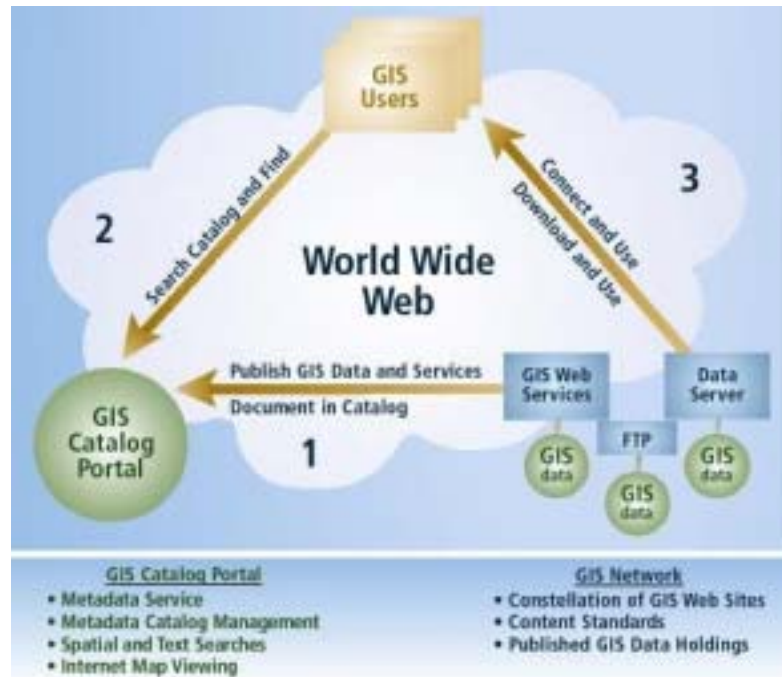 GIS
Users
2
Search Catalog and Find
3
Connect and Use
Download and Use
World Wide
Web
Publish GIS Data and Services
Document in Catalog
1
GIS
Catalog
Portal
GIS Web
Services
Data
Server
FTP
GIS
data
GIS
data
GIS
data
GIS Catalog Portal
• Metadata Service
• Metadata Catalog Management
• Spatial and Text Searches
• Internet Map Viewing
GIS Network
• Constellation of GIS Web Sites
• Content Standards
• Published GIS Data Holdings